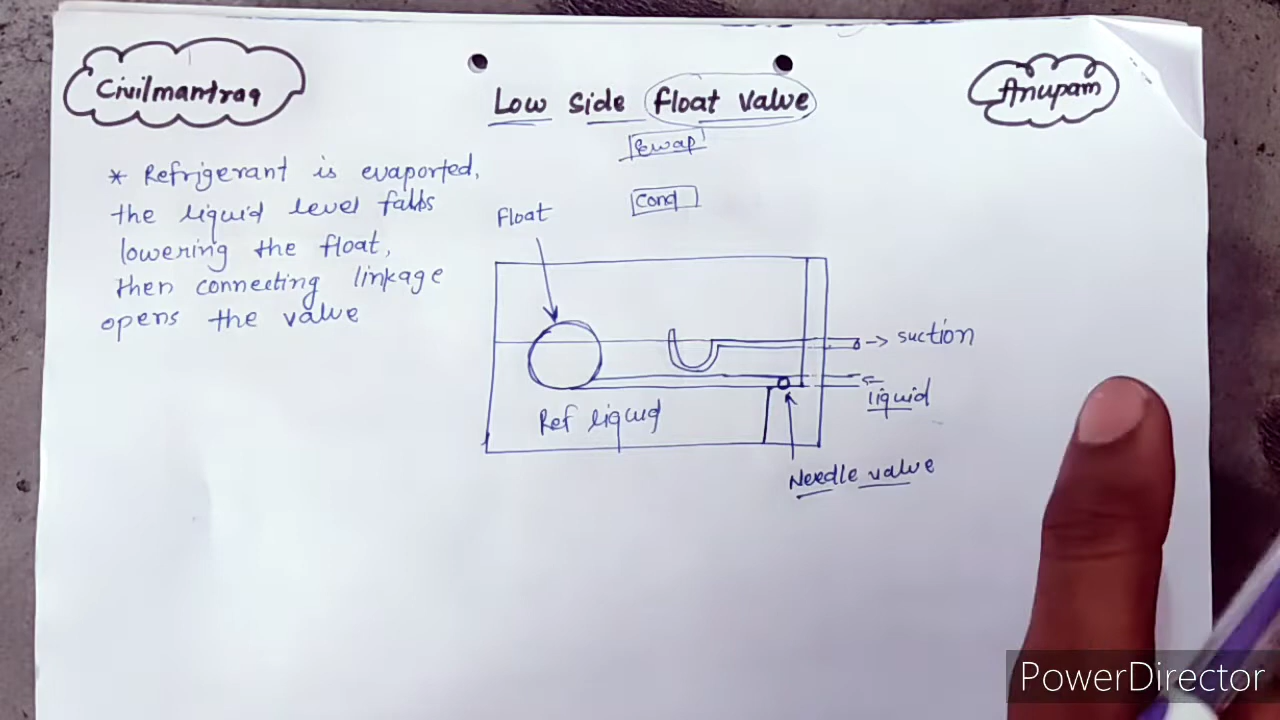 Civilmantraa
Low side float valve
Anupam
Evap
Cond
* Refrigerant is evaported,
the liquid level falls
lowering the float,
then connecting linkage
opens the valve
float
suction
liquid
Ref liquid
Needle valve
PowerDirector